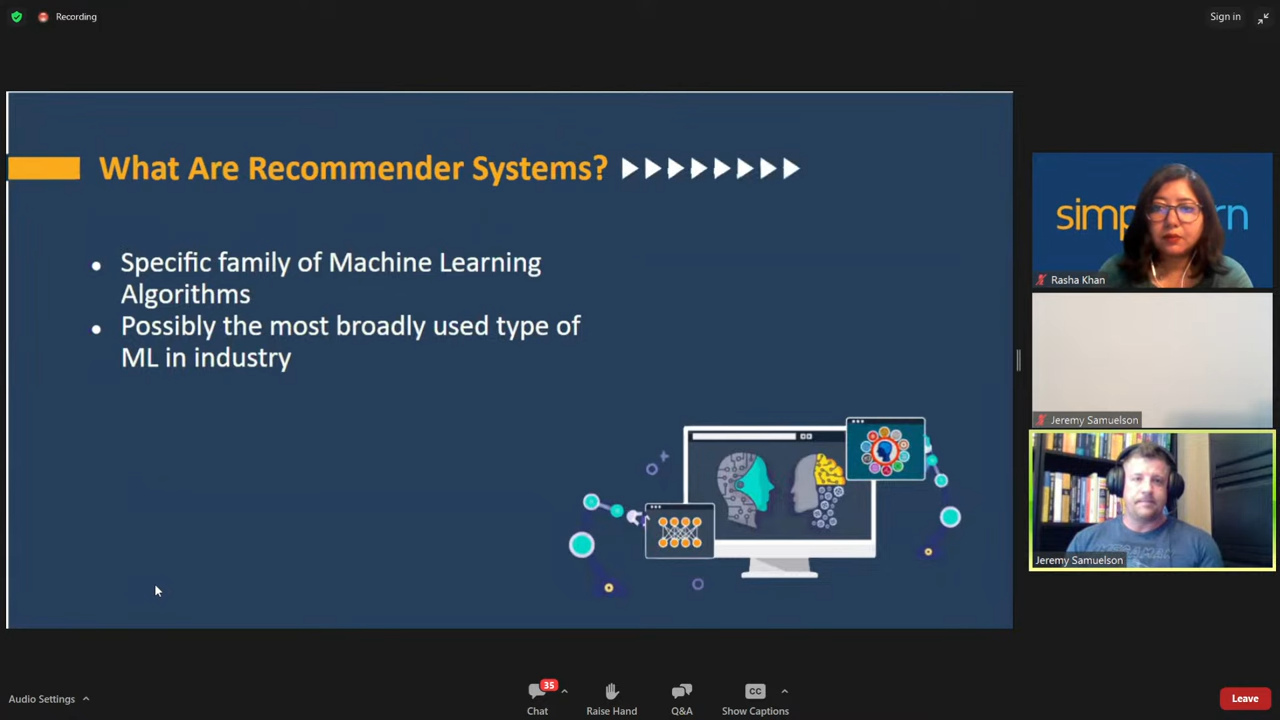 Recording
Sign in
What Are Recommender Systems?
Specific family of Machine Learning
Algorithms
Possibly the most broadly used type of
ML in industry
Rasha Khan
Jeremy Samuelson
Jeremy Samuelson
Audio Settings
35
Chat
Raise Hand
Q&A
CC
Show Captions
Leave